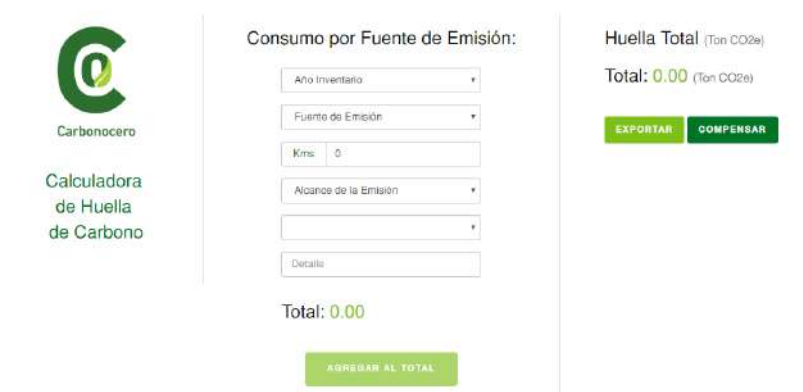 Carbonocero
Calculadora
de Huella
de Carbono
Consumo por Fuente de Emisión:
Año Inventario
Fuente de Emisión
Kms 0
Alcance de la Emisión
Detalle
Total: 0.00
AGREGAR AL TOTAL
Huella Total (Ton CO2e)
Total: 0.00 (Ton CO2e)
EXPORTAR COMPENSAR